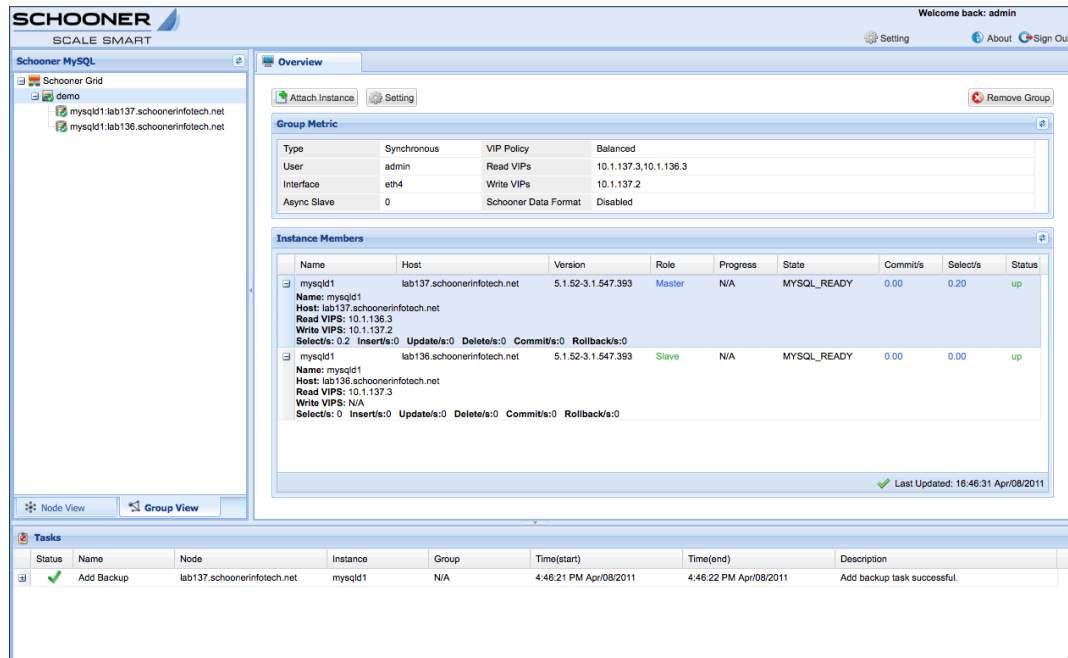 SCHOONER
SCALE SMART
Welcome back: admin
Setting
About
Sign Out
Schooner MySQL
Schooner Grid
demo
mysqld1:lab137.schoonerinfotech.net
mysqld1:lab136.schoonerinfotech.net
Node View
Group View
Overview
Attach Instance
Setting
Remove Group
Group Metric
Type Synchronous VIP Policy Balanced
User admin Read VIPs 10.1.137.3,10.1.136.3
Interface eth4 Write VIPs 10.1.137.2
Async Slave 0 Schooner Data Format Disabled
Instance Members
Name Host Version Role Progress State Commit/s Select/s Status
mysqld1 lab137.schoonerinfotech.net 5.1.52-3.1.547.393 Master N/A MYSQL_READY 0.00 0.20 up
Name: mysqld1
Host: lab137.schoonerinfotech.net
Read VIPS: 10.1.136.3
Write VIPS: 10.1.137.2
Select/s: 0.2 Insert/s:0 Update/s:0 Delete/s:0 Commit/s:0 Rollback/s:0
mysqld1 lab136.schoonerinfotech.net 5.1.52-3.1.547.393 Slave N/A MYSQL_READY 0.00 0.00 up
Name: mysqld1
Host: lab136.schoonerinfotech.net
Read VIPS: 10.1.137.3
Write VIPS: N/A
Select/s: 0 Insert/s:0 Update/s:0 Delete/s:0 Commit/s:0 Rollback/s:0
Last Updated: 16:46:31 Apr/08/2011
Tasks
Status Name Node Instance Group Time(start) Time(end) Description
Add Backup lab137.schoonerinfotech.net mysqld1 N/A 4:46:21 PM Apr/08/2011 4:46:22 PM Apr/08/2011 Add backup task successful.